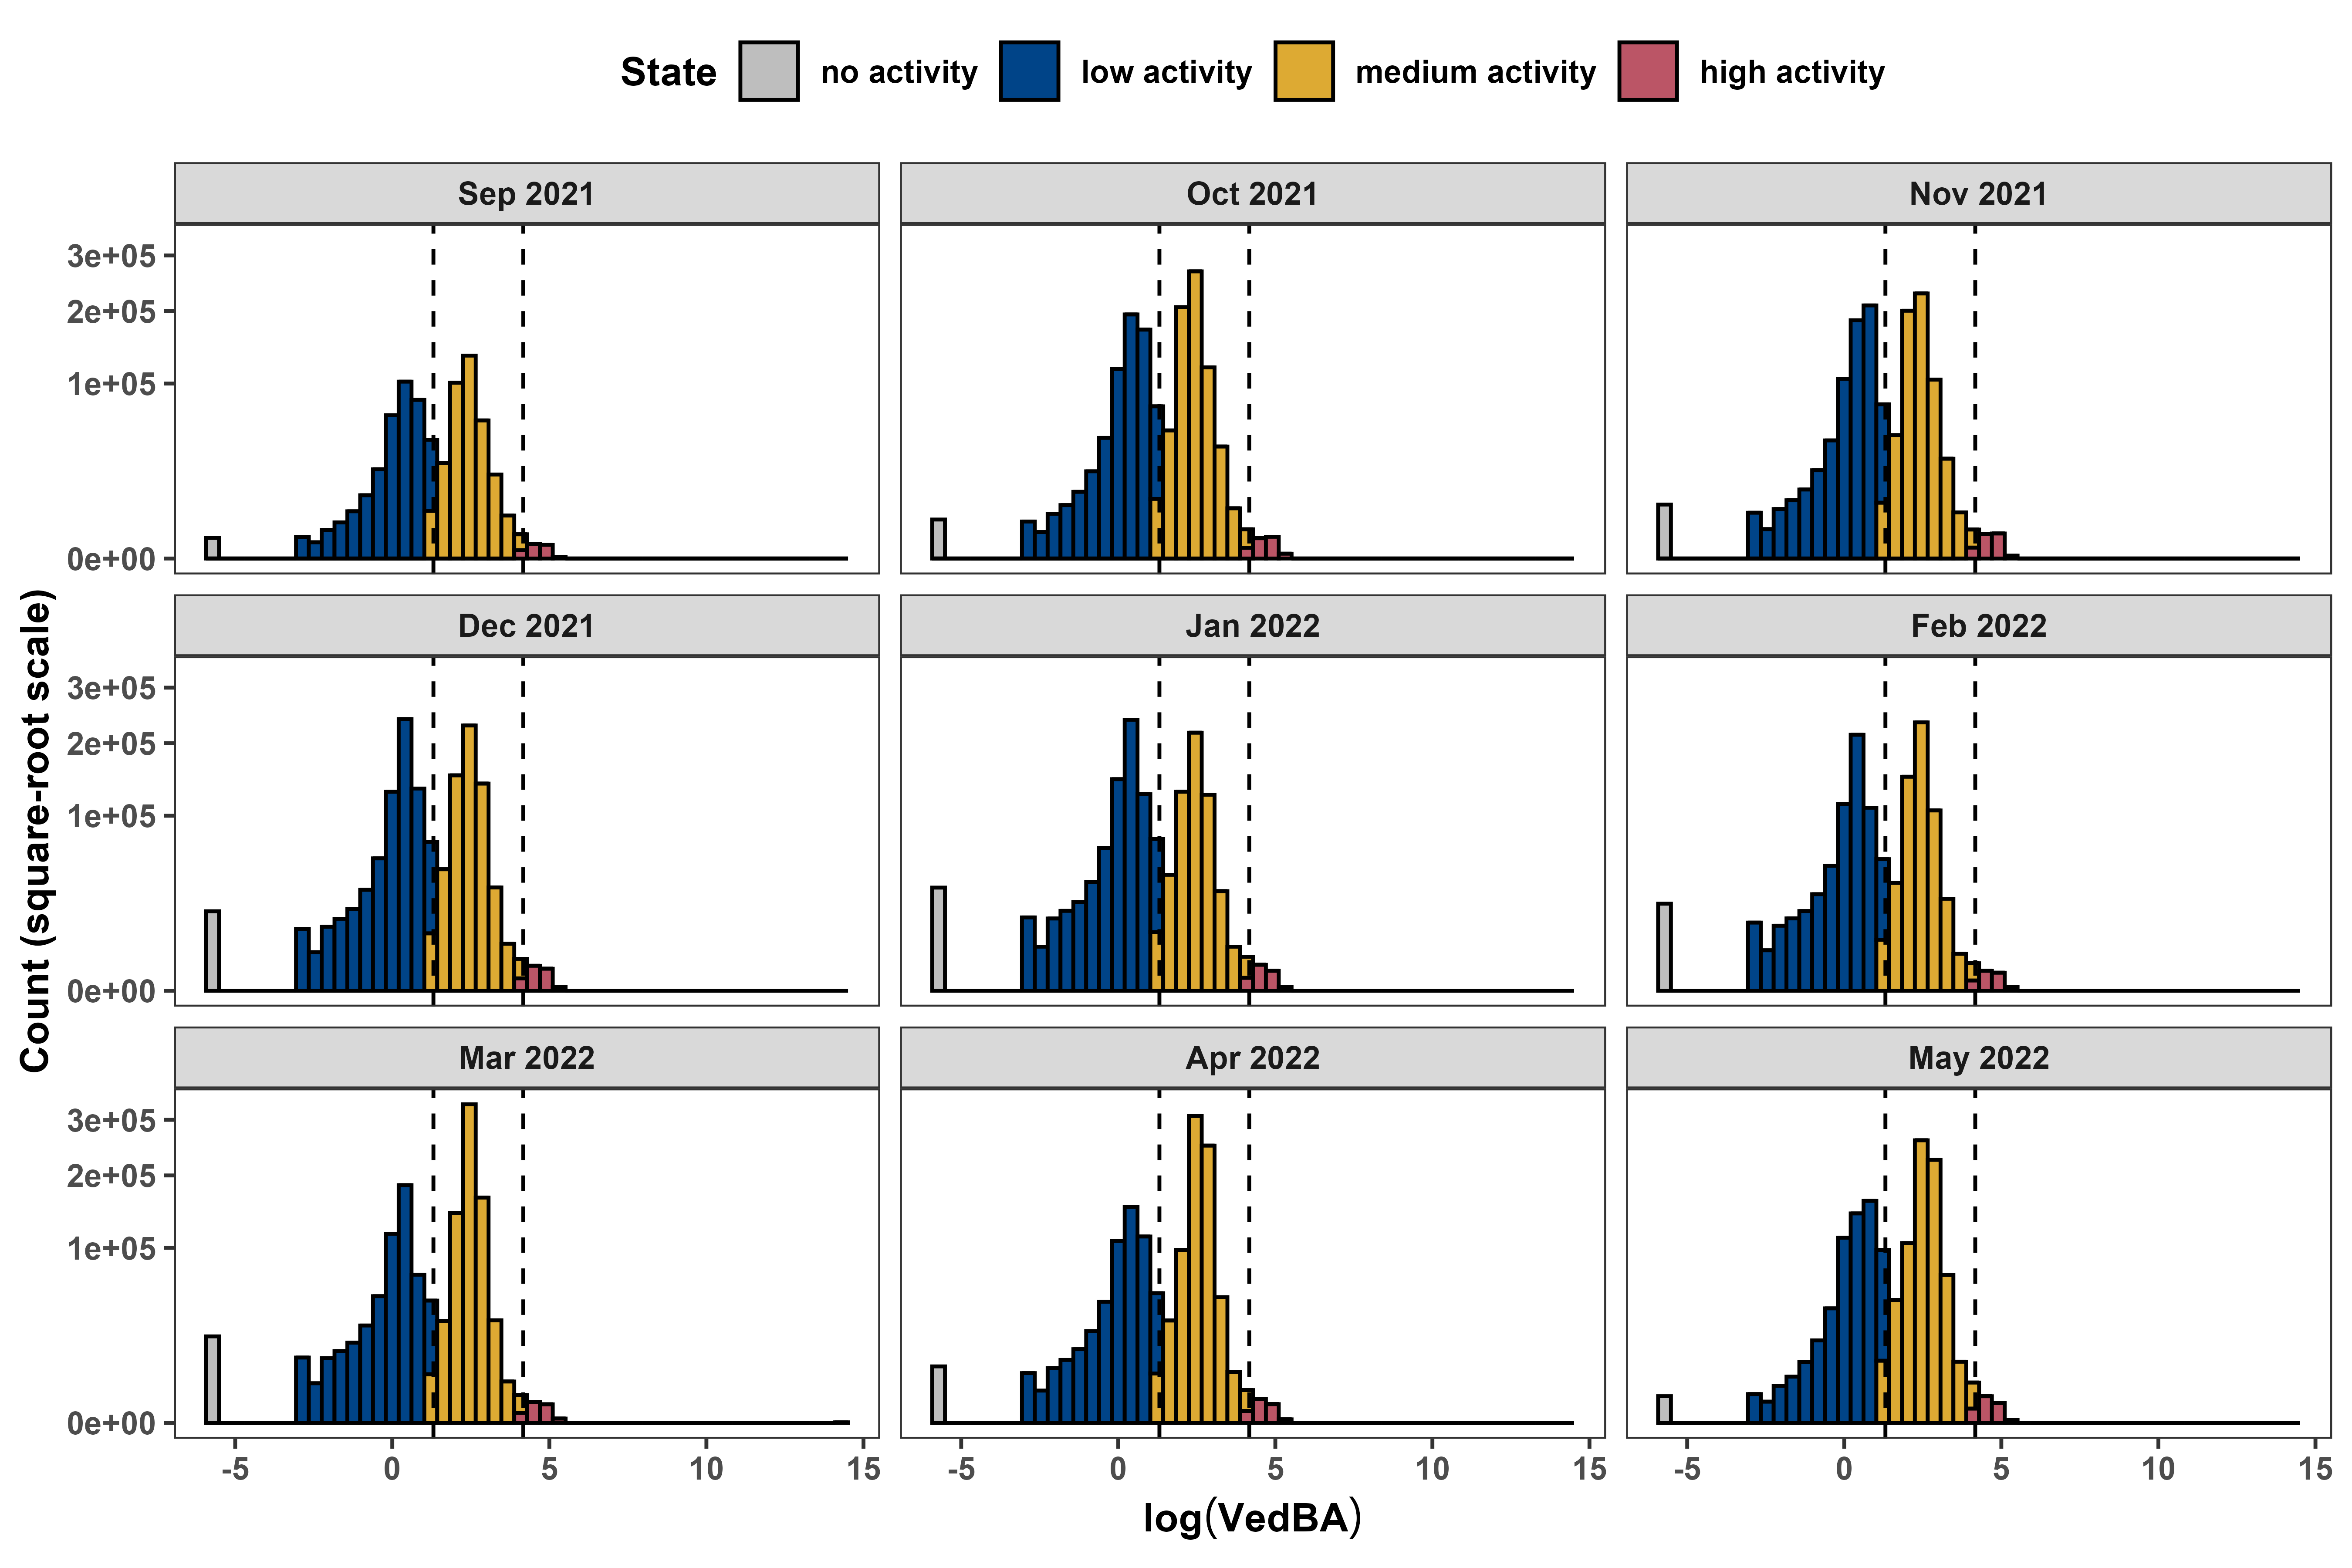 State no activity low activity medium activity high activity
Sep 2021 Oct 2021 Nov 2021
3e+05
2e+05
1e+05
0e+00
Dec 2021 Jan 2022 Feb 2022
3e+05
2e+05
1e+05
0e+00
Mar 2022 Apr 2022 May 2022
3e+05
2e+05
1e+05
0e+00
Count (square-root scale)
-5 0 5 10 15 -5 0 5 10 15 -5 0 5 10 15
log(VedBA)